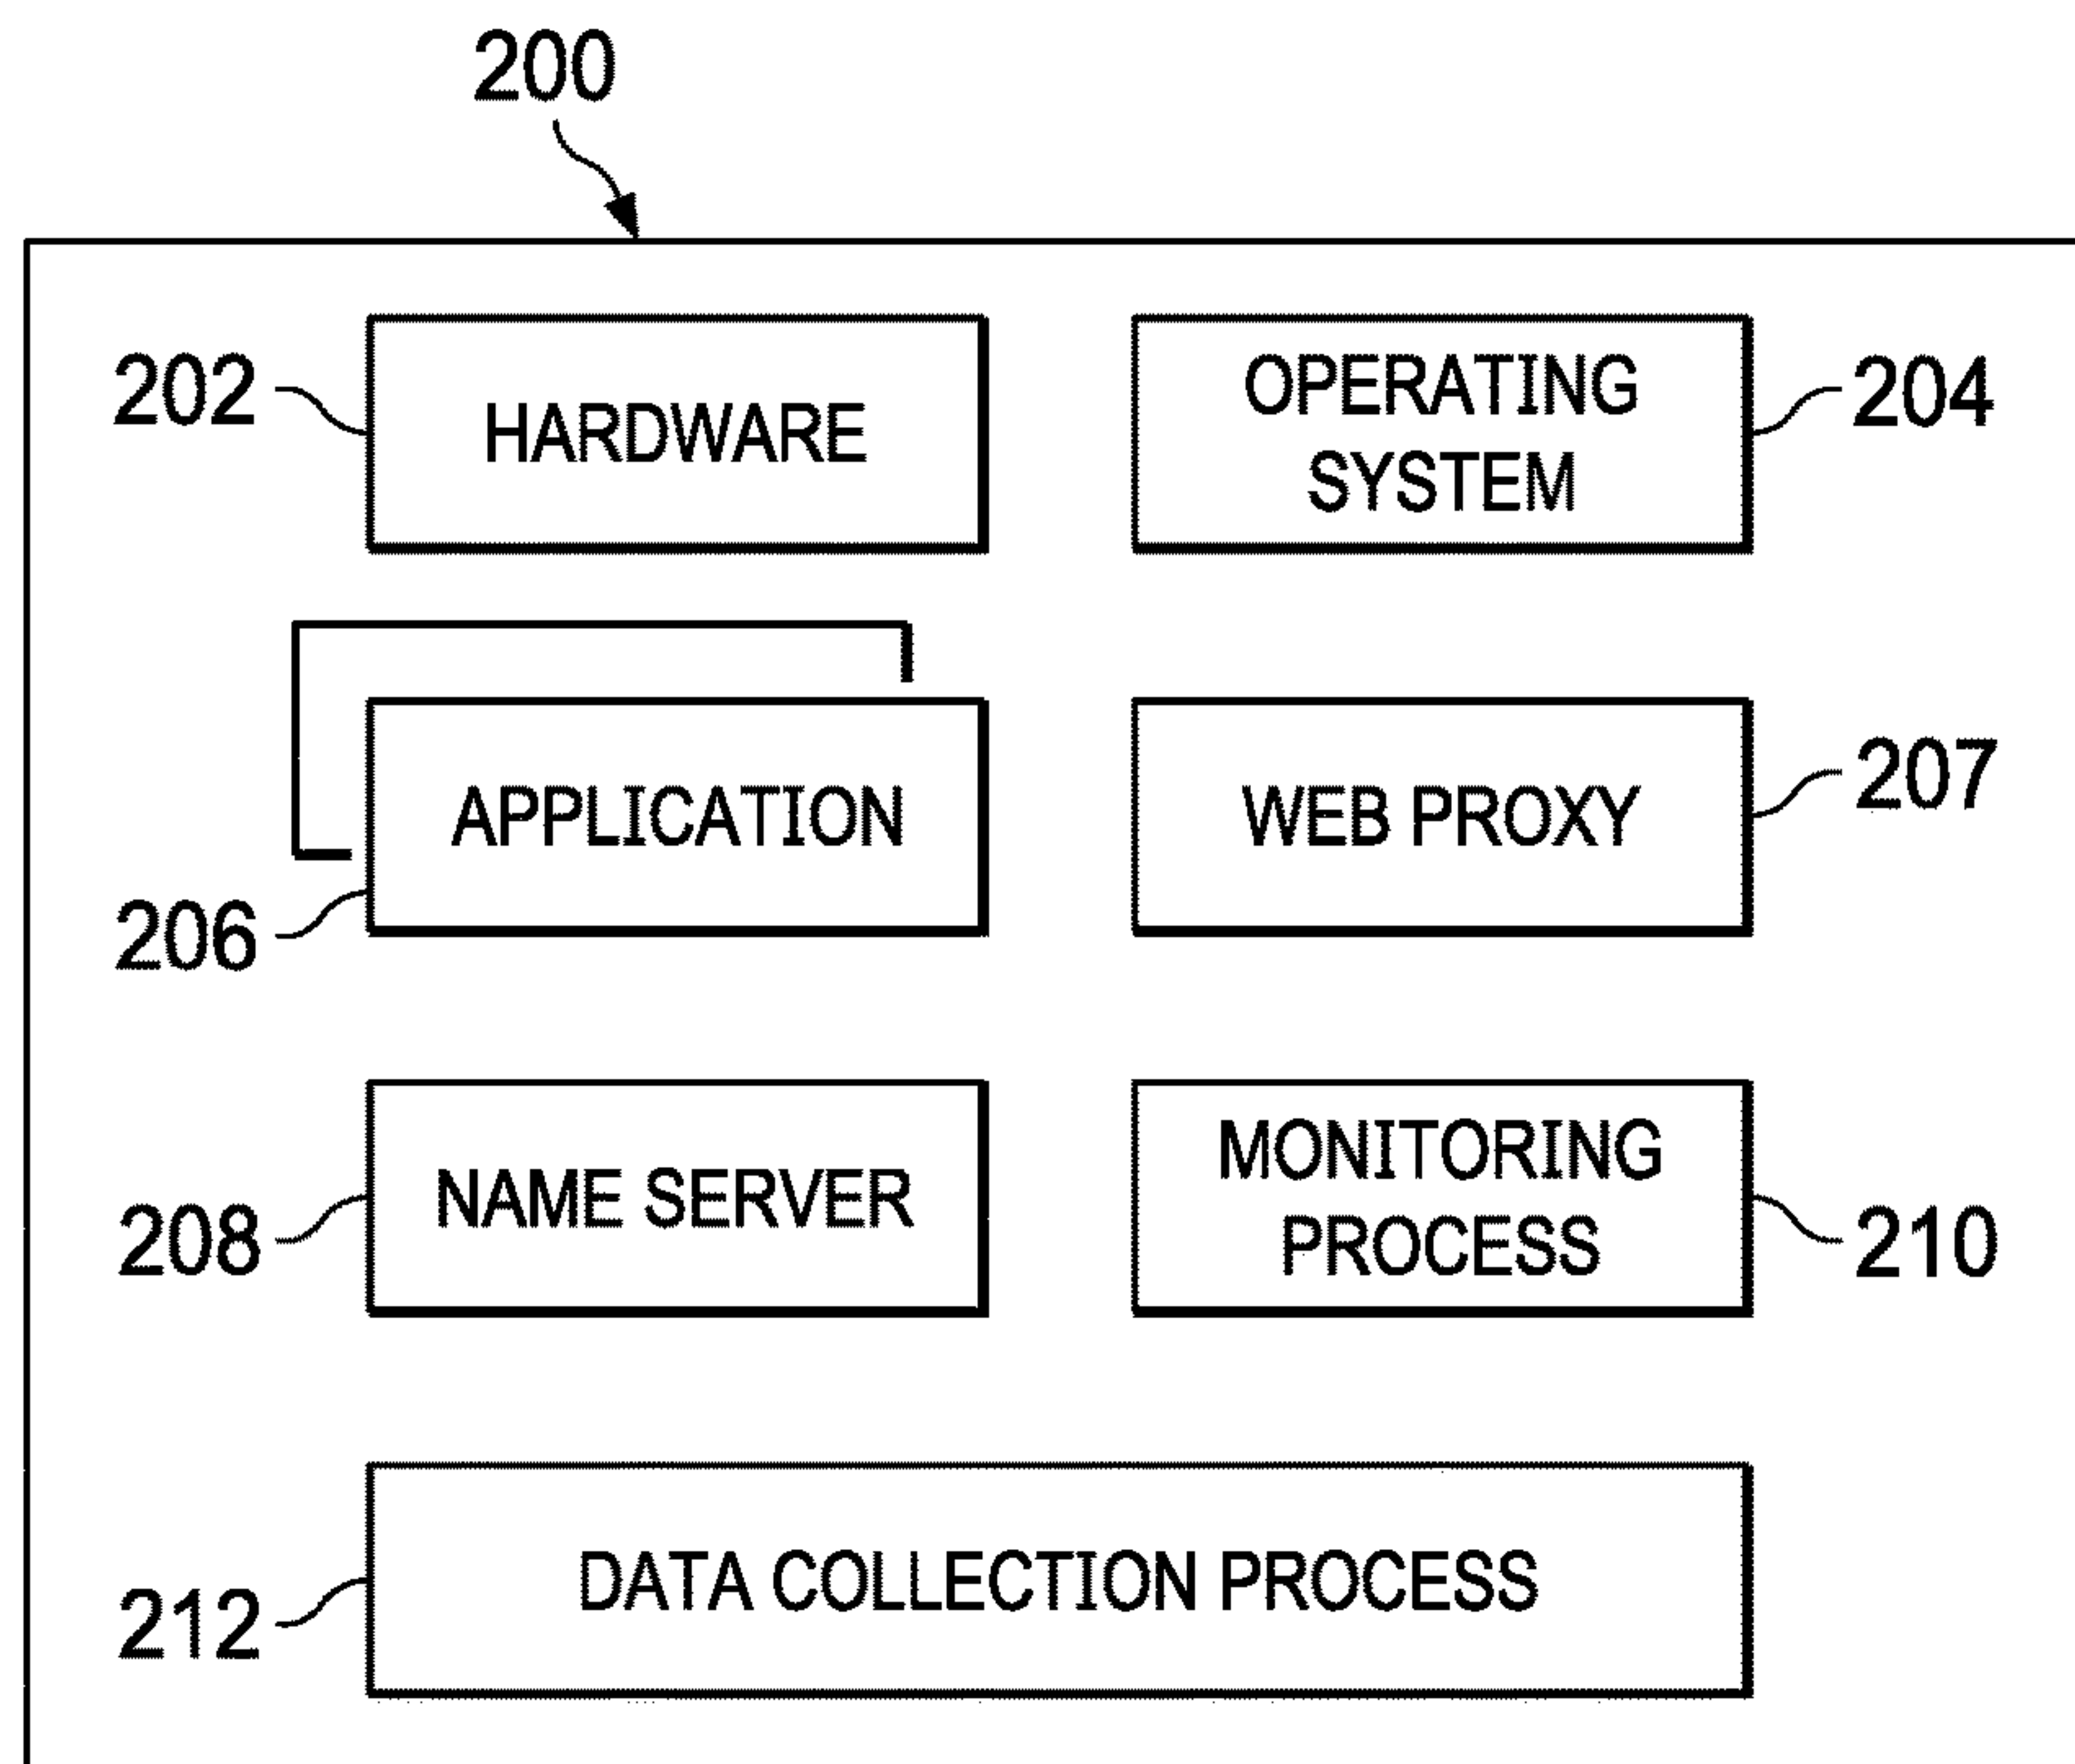 200
202
HARDWARE
OPERATING
SYSTEM
204
APPLICATION
206
WEB PROXY
207
NAME SERVER
208
MONITORING
PROCESS
210
DATA COLLECTION PROCESS
212